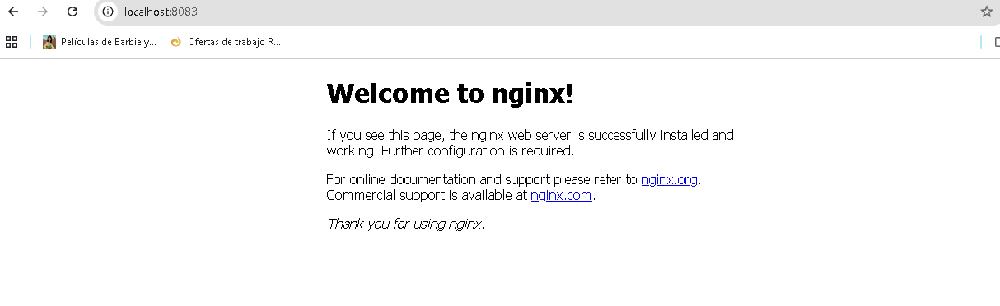 localhost:8083
Películas de Barbie y... Ofertas de trabajo R...
Welcome to nginx!
If you see this page, the nginx web server is successfully installed and
working. Further configuration is required.
For online documentation and support please refer to nginx.org.
Commercial support is available at nginx.com.
Thank you for using nginx.